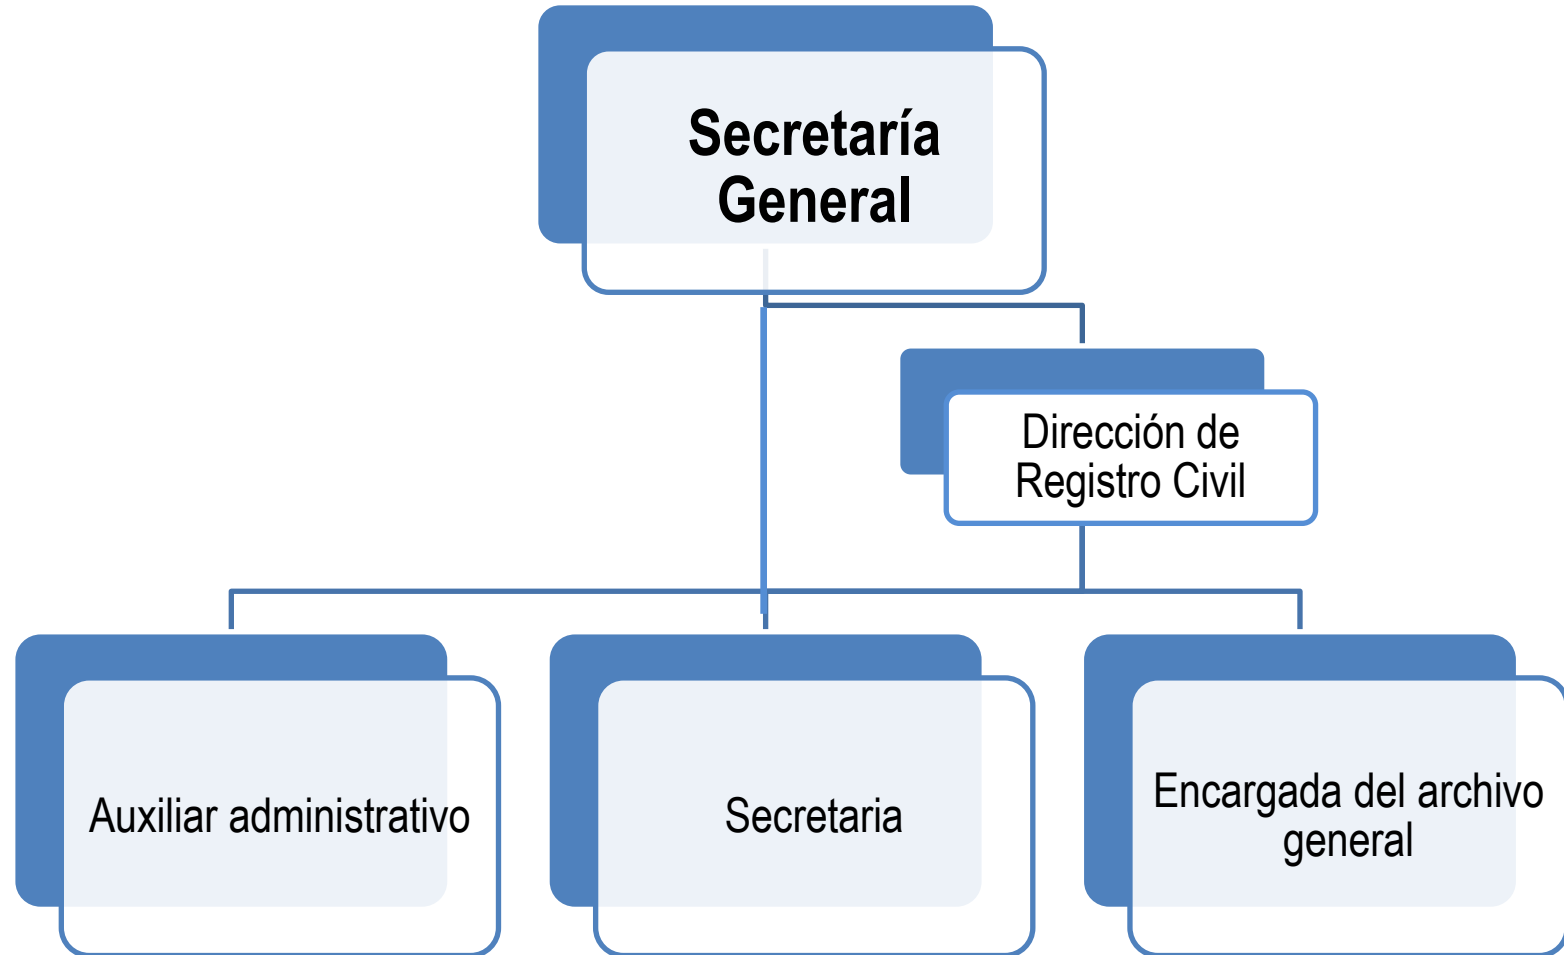 Secretaría
General
Dirección de
Registro Civil
Auxiliar administrativo
Secretaria
Encargada del archivo
general